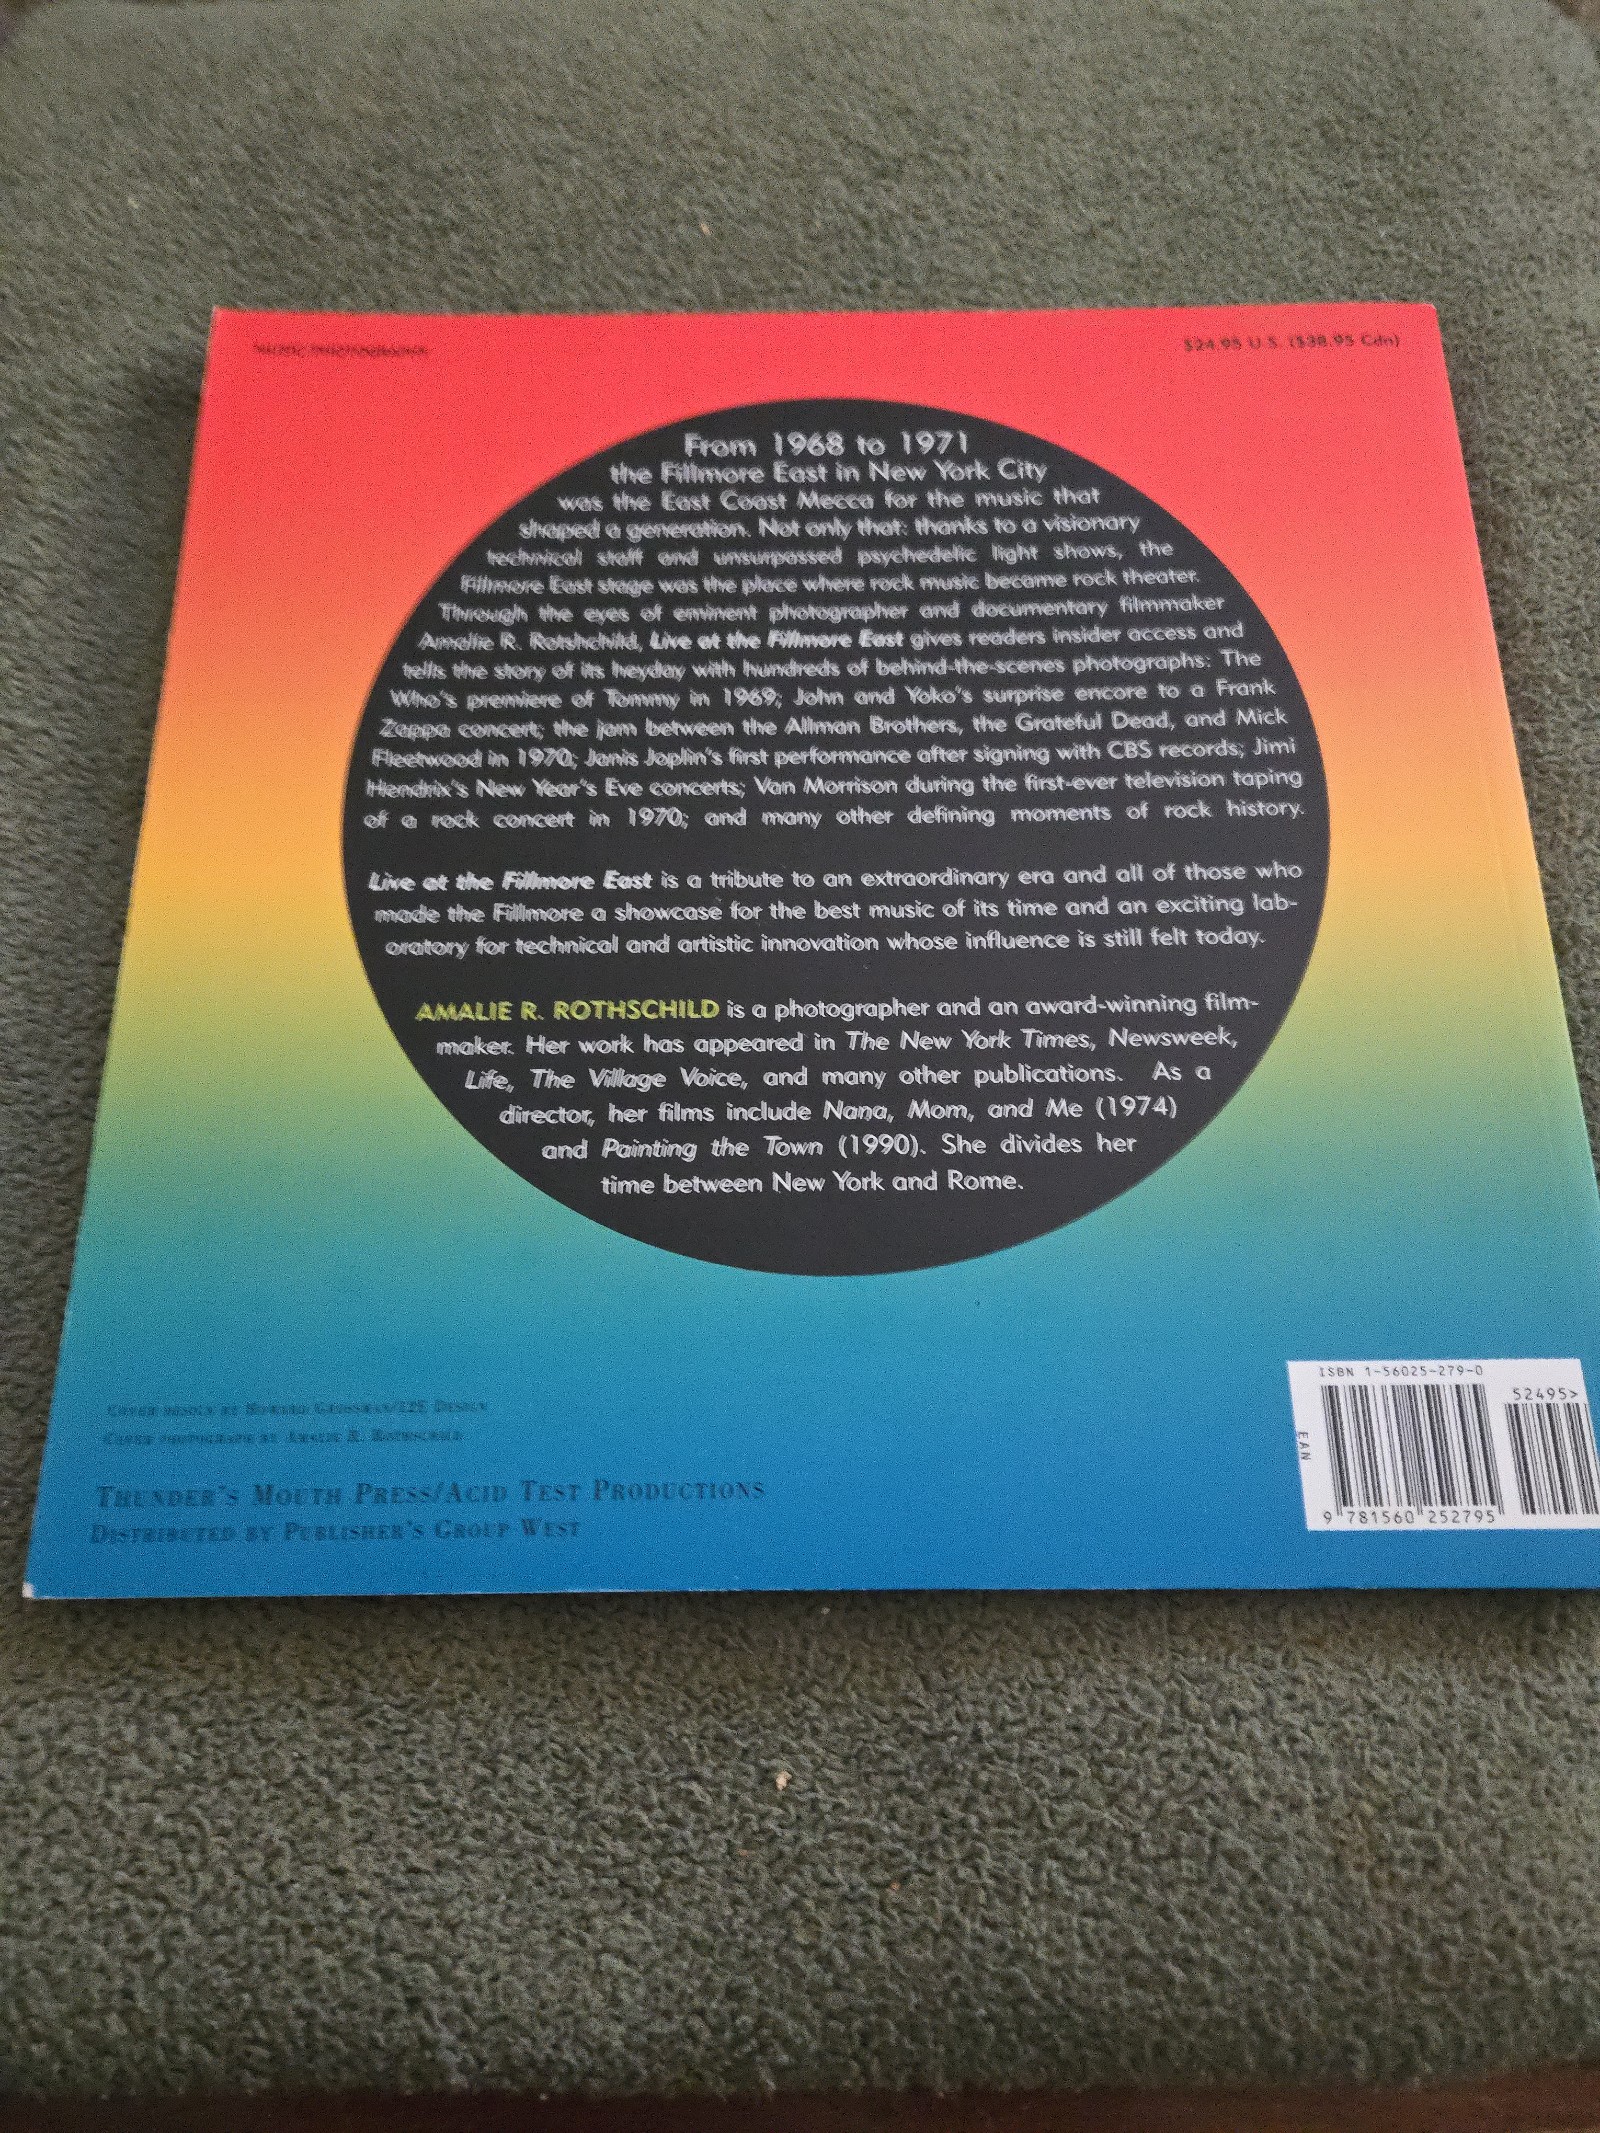 MUSIC/PHOTOGRAPHY
$24.95 U.S. ($38.95 Cdn)
From 1968 to 1971
the Fillmore East in New York City
was the East Coast Mecca for the music that
shaped a generation. Not only that: thanks to a visionary
technical staff and unsurpassed psychedelic light shows, the
Fillmore East stage was the place where rock music became rock theater.
Through the eyes of eminent photographer and documentary filmmaker
Amalie R. Rotshchild, Live at the Fillmore East gives readers insider access and
tells the story of its heyday with hundreds of behind-the-scenes photographs: The
Who's premiere of Tommy in 1969; John and Yoko's surprise encore to a Frank
Zappa concert; the jam between the Allman Brothers, the Grateful Dead, and Mick
Fleetwood in 1970; Janis Joplin's first performance after signing with CBS records; Jimi
Hendrix's New Year's Eve concerts; Van Morrison during the first-ever television taping
of a rock concert in 1970; and many other defining moments of rock history.
Live at the Fillmore East is a tribute to an extraordinary era and all of those who
made the Fillmore a showcase for the best music of its time and an exciting lab-
oratory for technical and artistic innovation whose influence is still felt today.
AMALIE R. ROTHSCHILD is a photographer and an award-winning film-
maker. Her work has appeared in The New York Times, Newsweek,
Life, The Village Voice, and many other publications. As a
director, her films include Nana, Mom, and Me (1974)
and Painting the Town (1990). She divides her
time between New York and Rome.
Cover design by Howard Grossman/12E Design
Cover photograph by Amalie R. Rothschild
Thunder's Mouth Press/Acid Test Productions
Distributed by Publisher's Group West
ISBN 1-56025-279-0
52495>
EAN
9 781560 252795